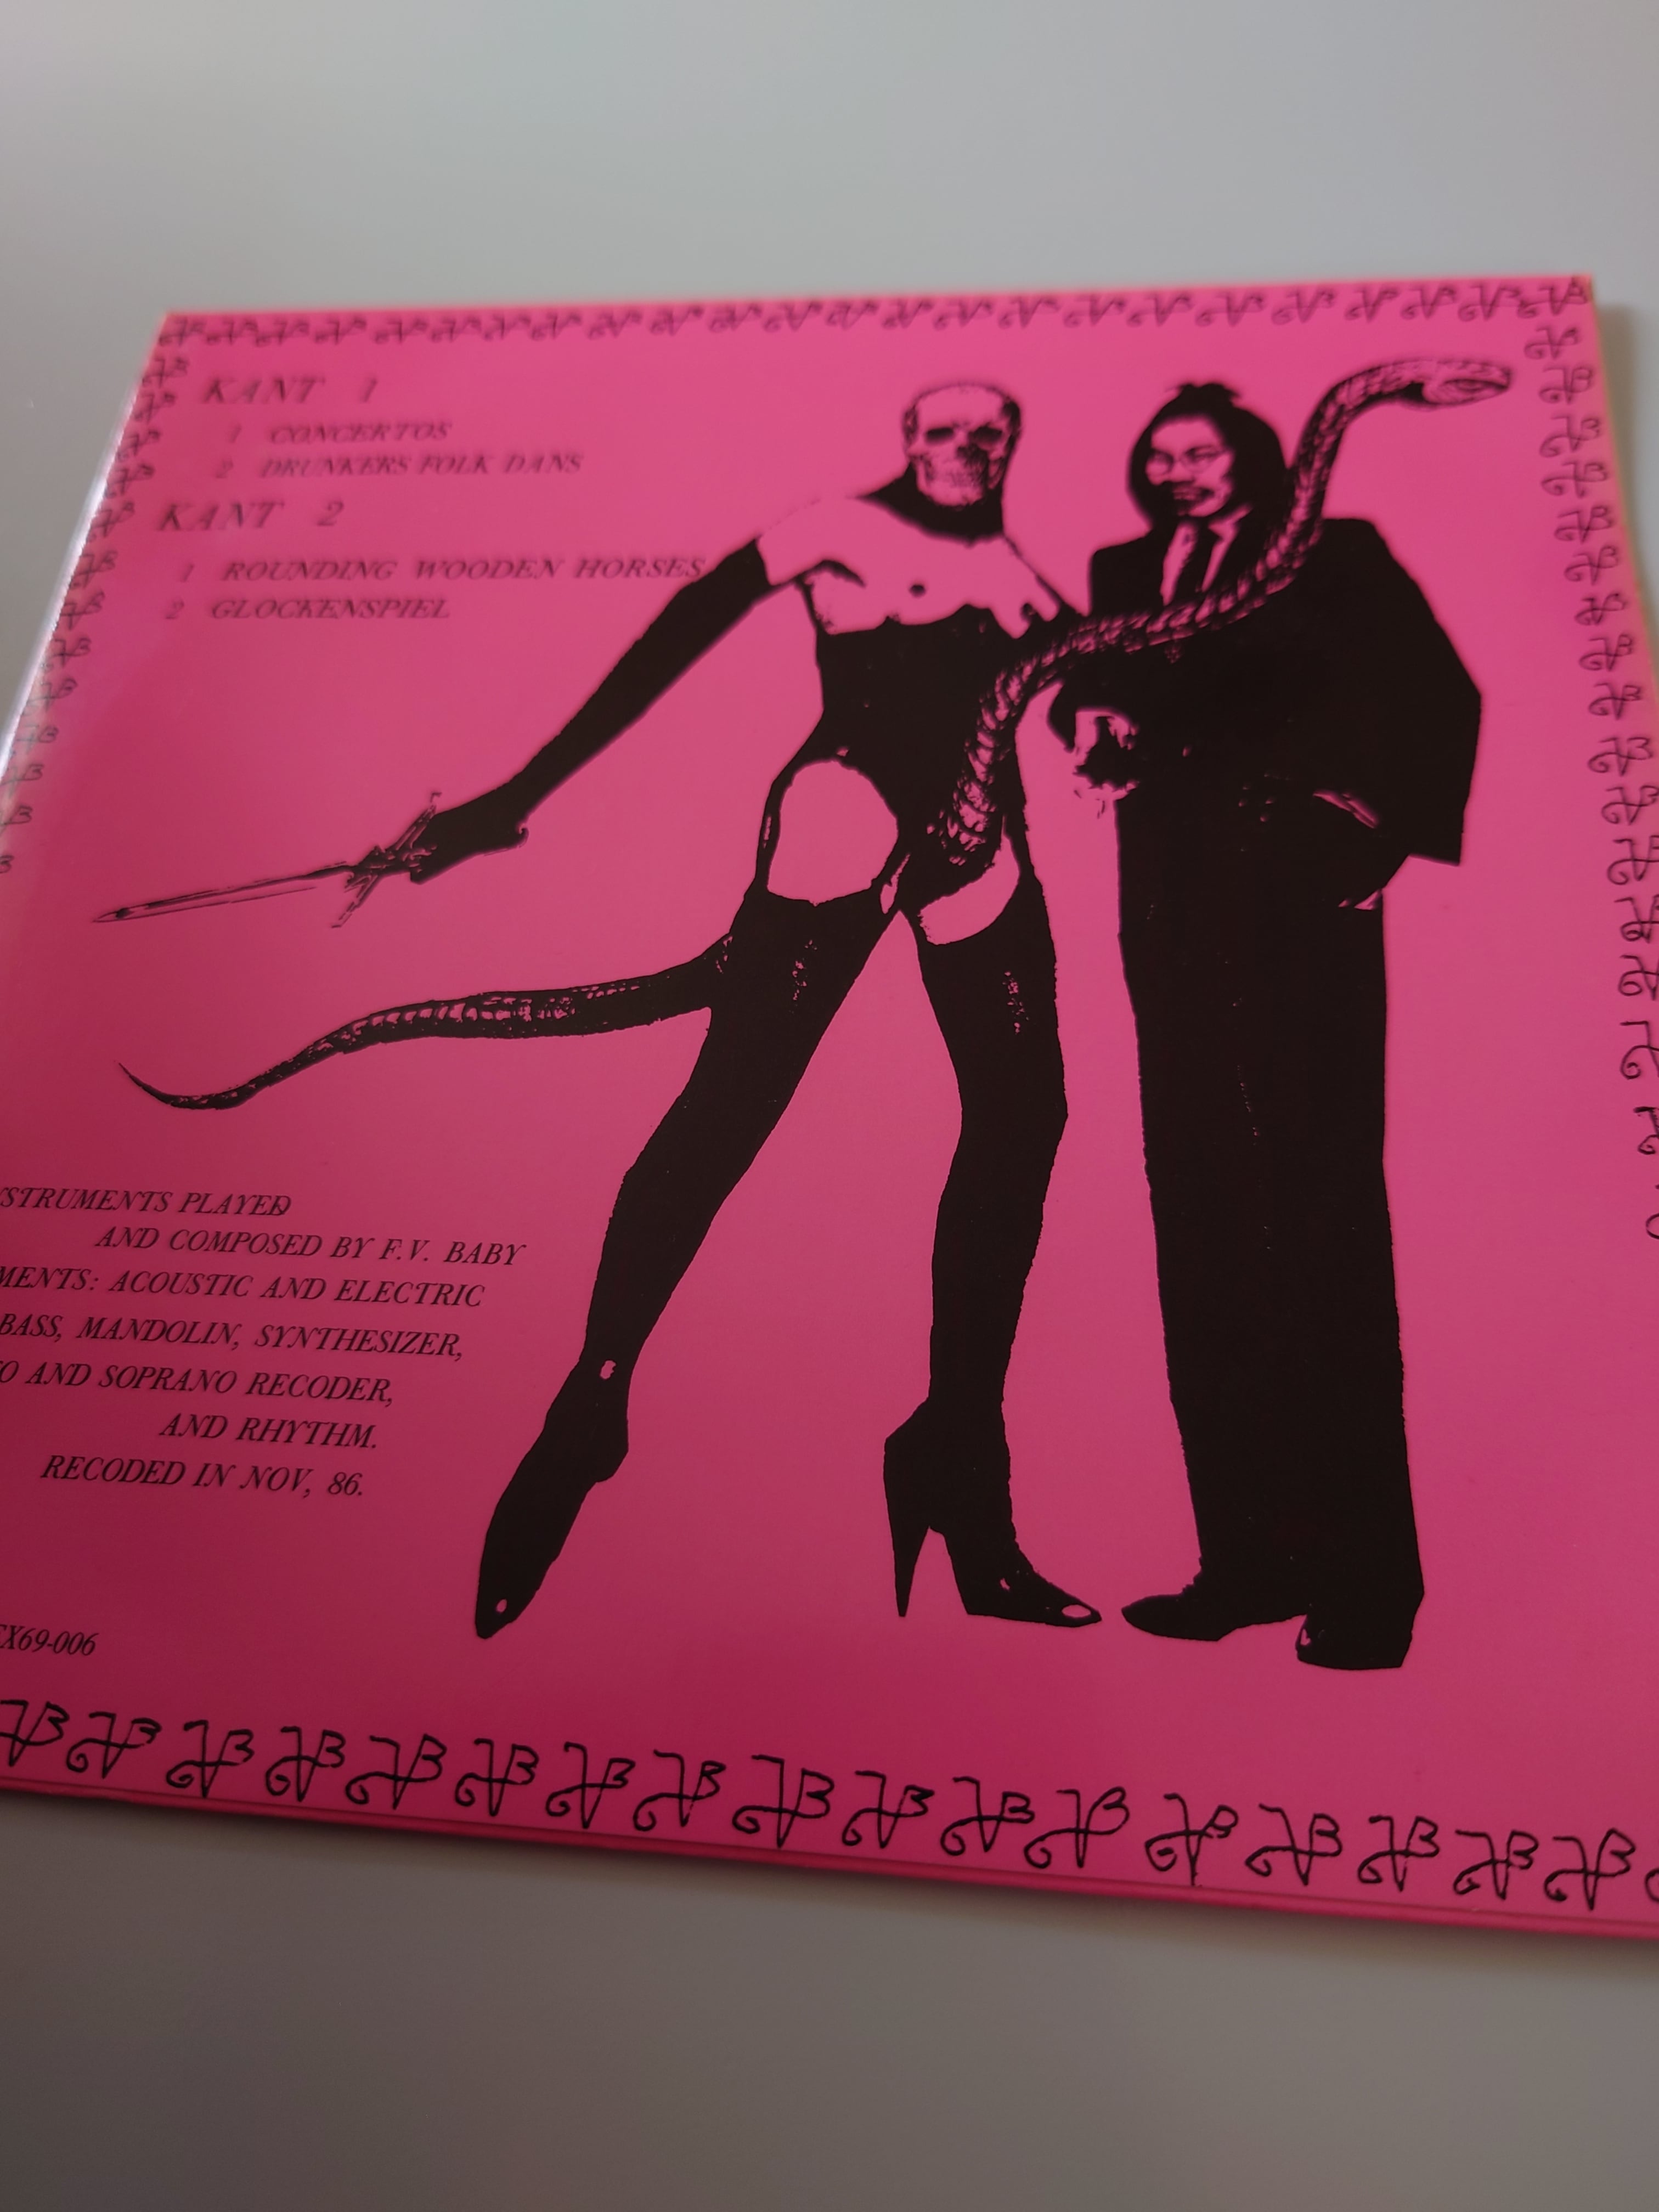 KANT 1
1 CONCERTOS
2 DRUNKERS FOLK DANS
KANT 2
1 ROUNDING WOODEN HORSES
2 GLOCKENSPIEL
NSTRUMENTS PLAYED
AND COMPOSED BY F.V. BABY
MENTS: ACOUSTIC AND ELECTRIC
BASS, MANDOLIN, SYNTHESIZER,
O AND SOPRANO RECODER,
AND RHYTHM.
RECODED IN NOV, 86.
EX69-006